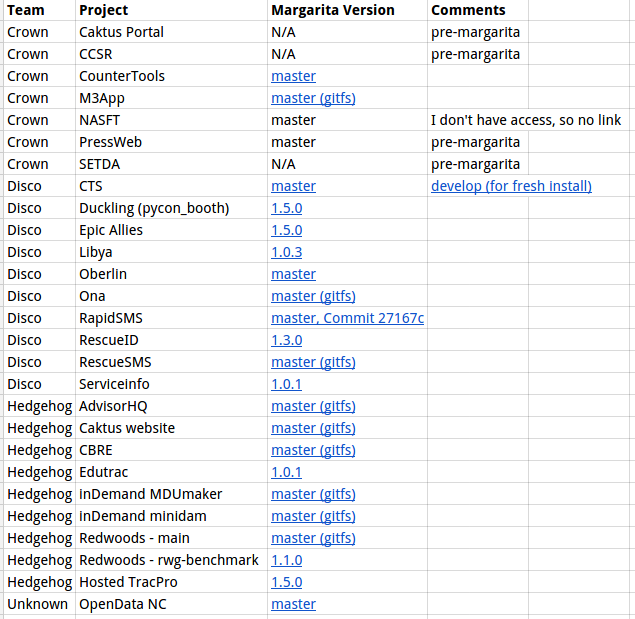 Team Project Margarita Version Comments
Crown Caktus Portal N/A pre-margarita
Crown CCSR N/A pre-margarita
Crown CounterTools master
Crown M3App master (gitfs)
Crown NASFT master I don't have access, so no link
Crown PressWeb master pre-margarita
Crown SETDA N/A pre-margarita
Disco CTS master develop (for fresh install)
Disco Duckling (pycon_booth) 1.5.0
Disco Epic Allies 1.5.0
Disco Libya 1.0.3
Disco Oberlin master
Disco Ona master (gitfs)
Disco RapidSMS master, Commit 27167c
Disco RescueID 1.3.0
Disco RescueSMS master (gitfs)
Disco Serviceinfo 1.0.1
Hedgehog AdvisorHQ master (gitfs)
Hedgehog Caktus website master (gitfs)
Hedgehog CBRE master (gitfs)
Hedgehog Edutrac 1.0.1
Hedgehog inDemand MDUmaker master (gitfs)
Hedgehog inDemand minidam master (gitfs)
Hedgehog Redwoods - main master (gitfs)
Hedgehog Redwoods - rwg-benchmark 1.1.0
Hedgehog Hosted TracPro 1.5.0
Unknown OpenData NC master